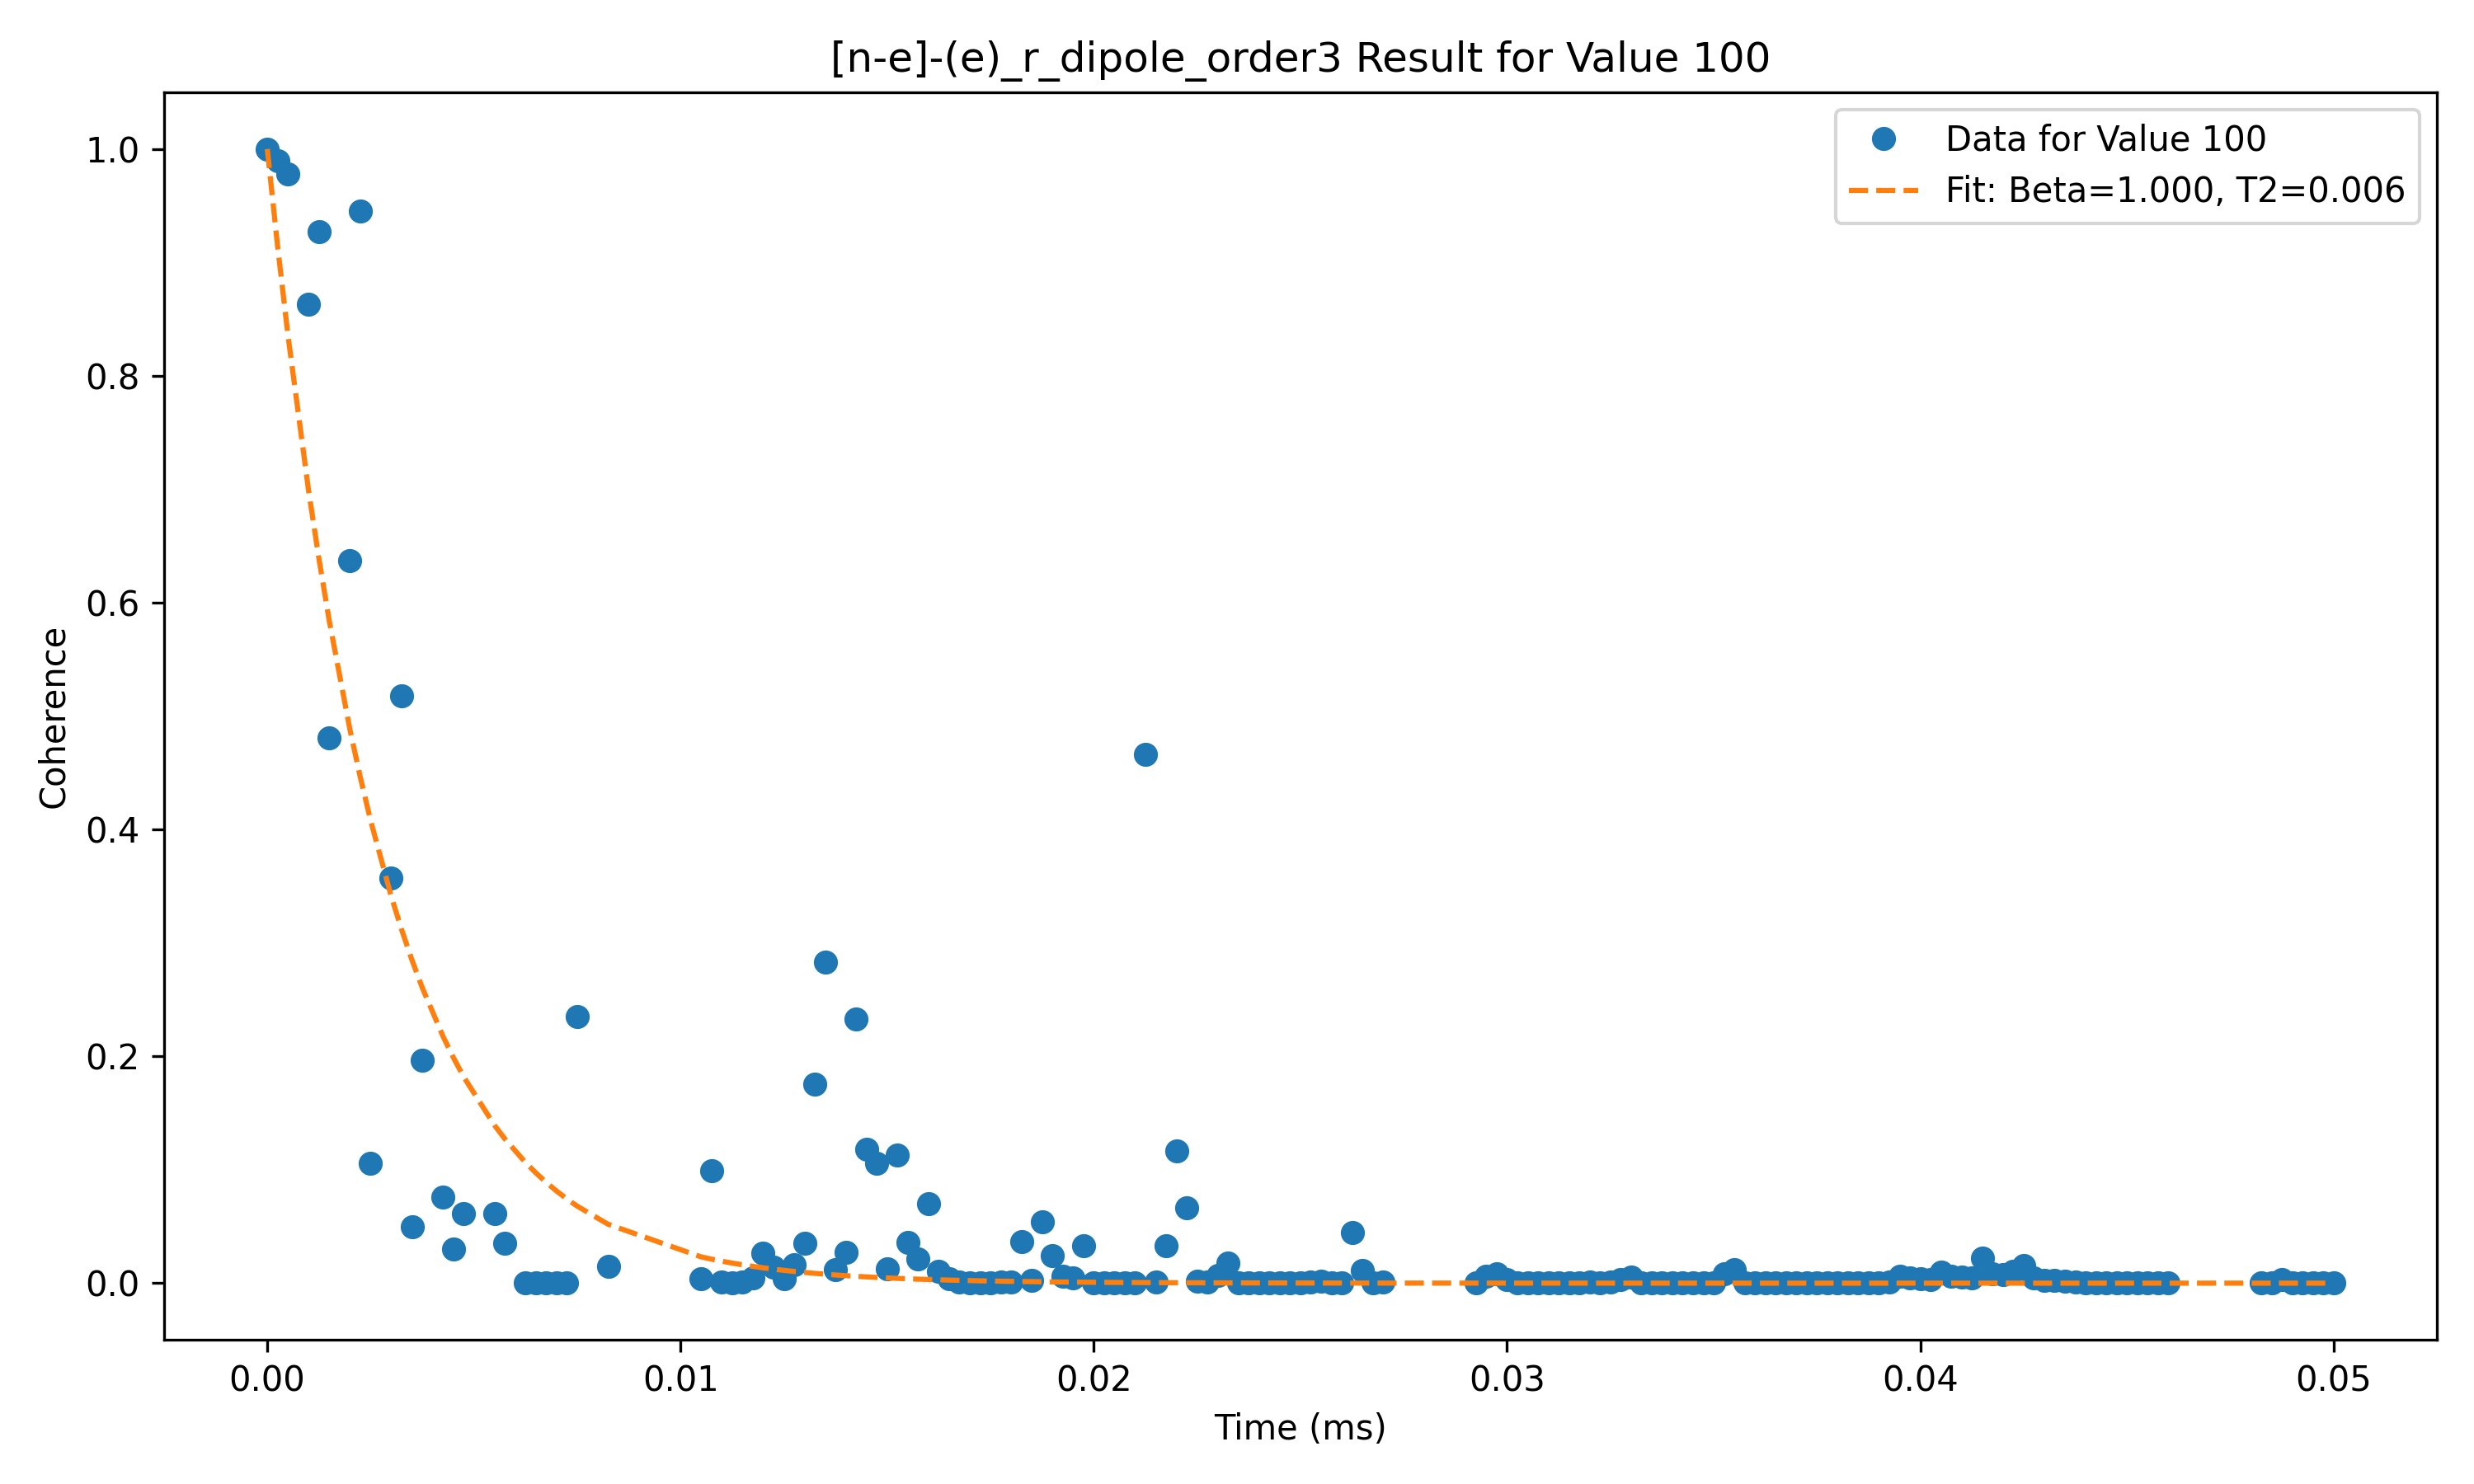 [n-e]-(e)_r_dipole_order3 Result for Value 100
Data for Value 100
Fit: Beta=1.000, T2=0.006
1.0
0.8
0.6
0.4
0.2
0.0
Coherence
0.00 0.01 0.02 0.03 0.04 0.05
Time (ms)